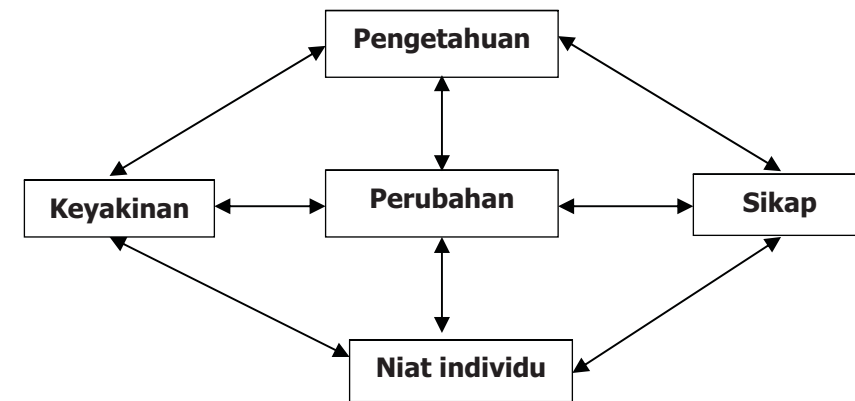 Pengetahuan
Keyakinan
Perubahan
Sikap
Niat individu